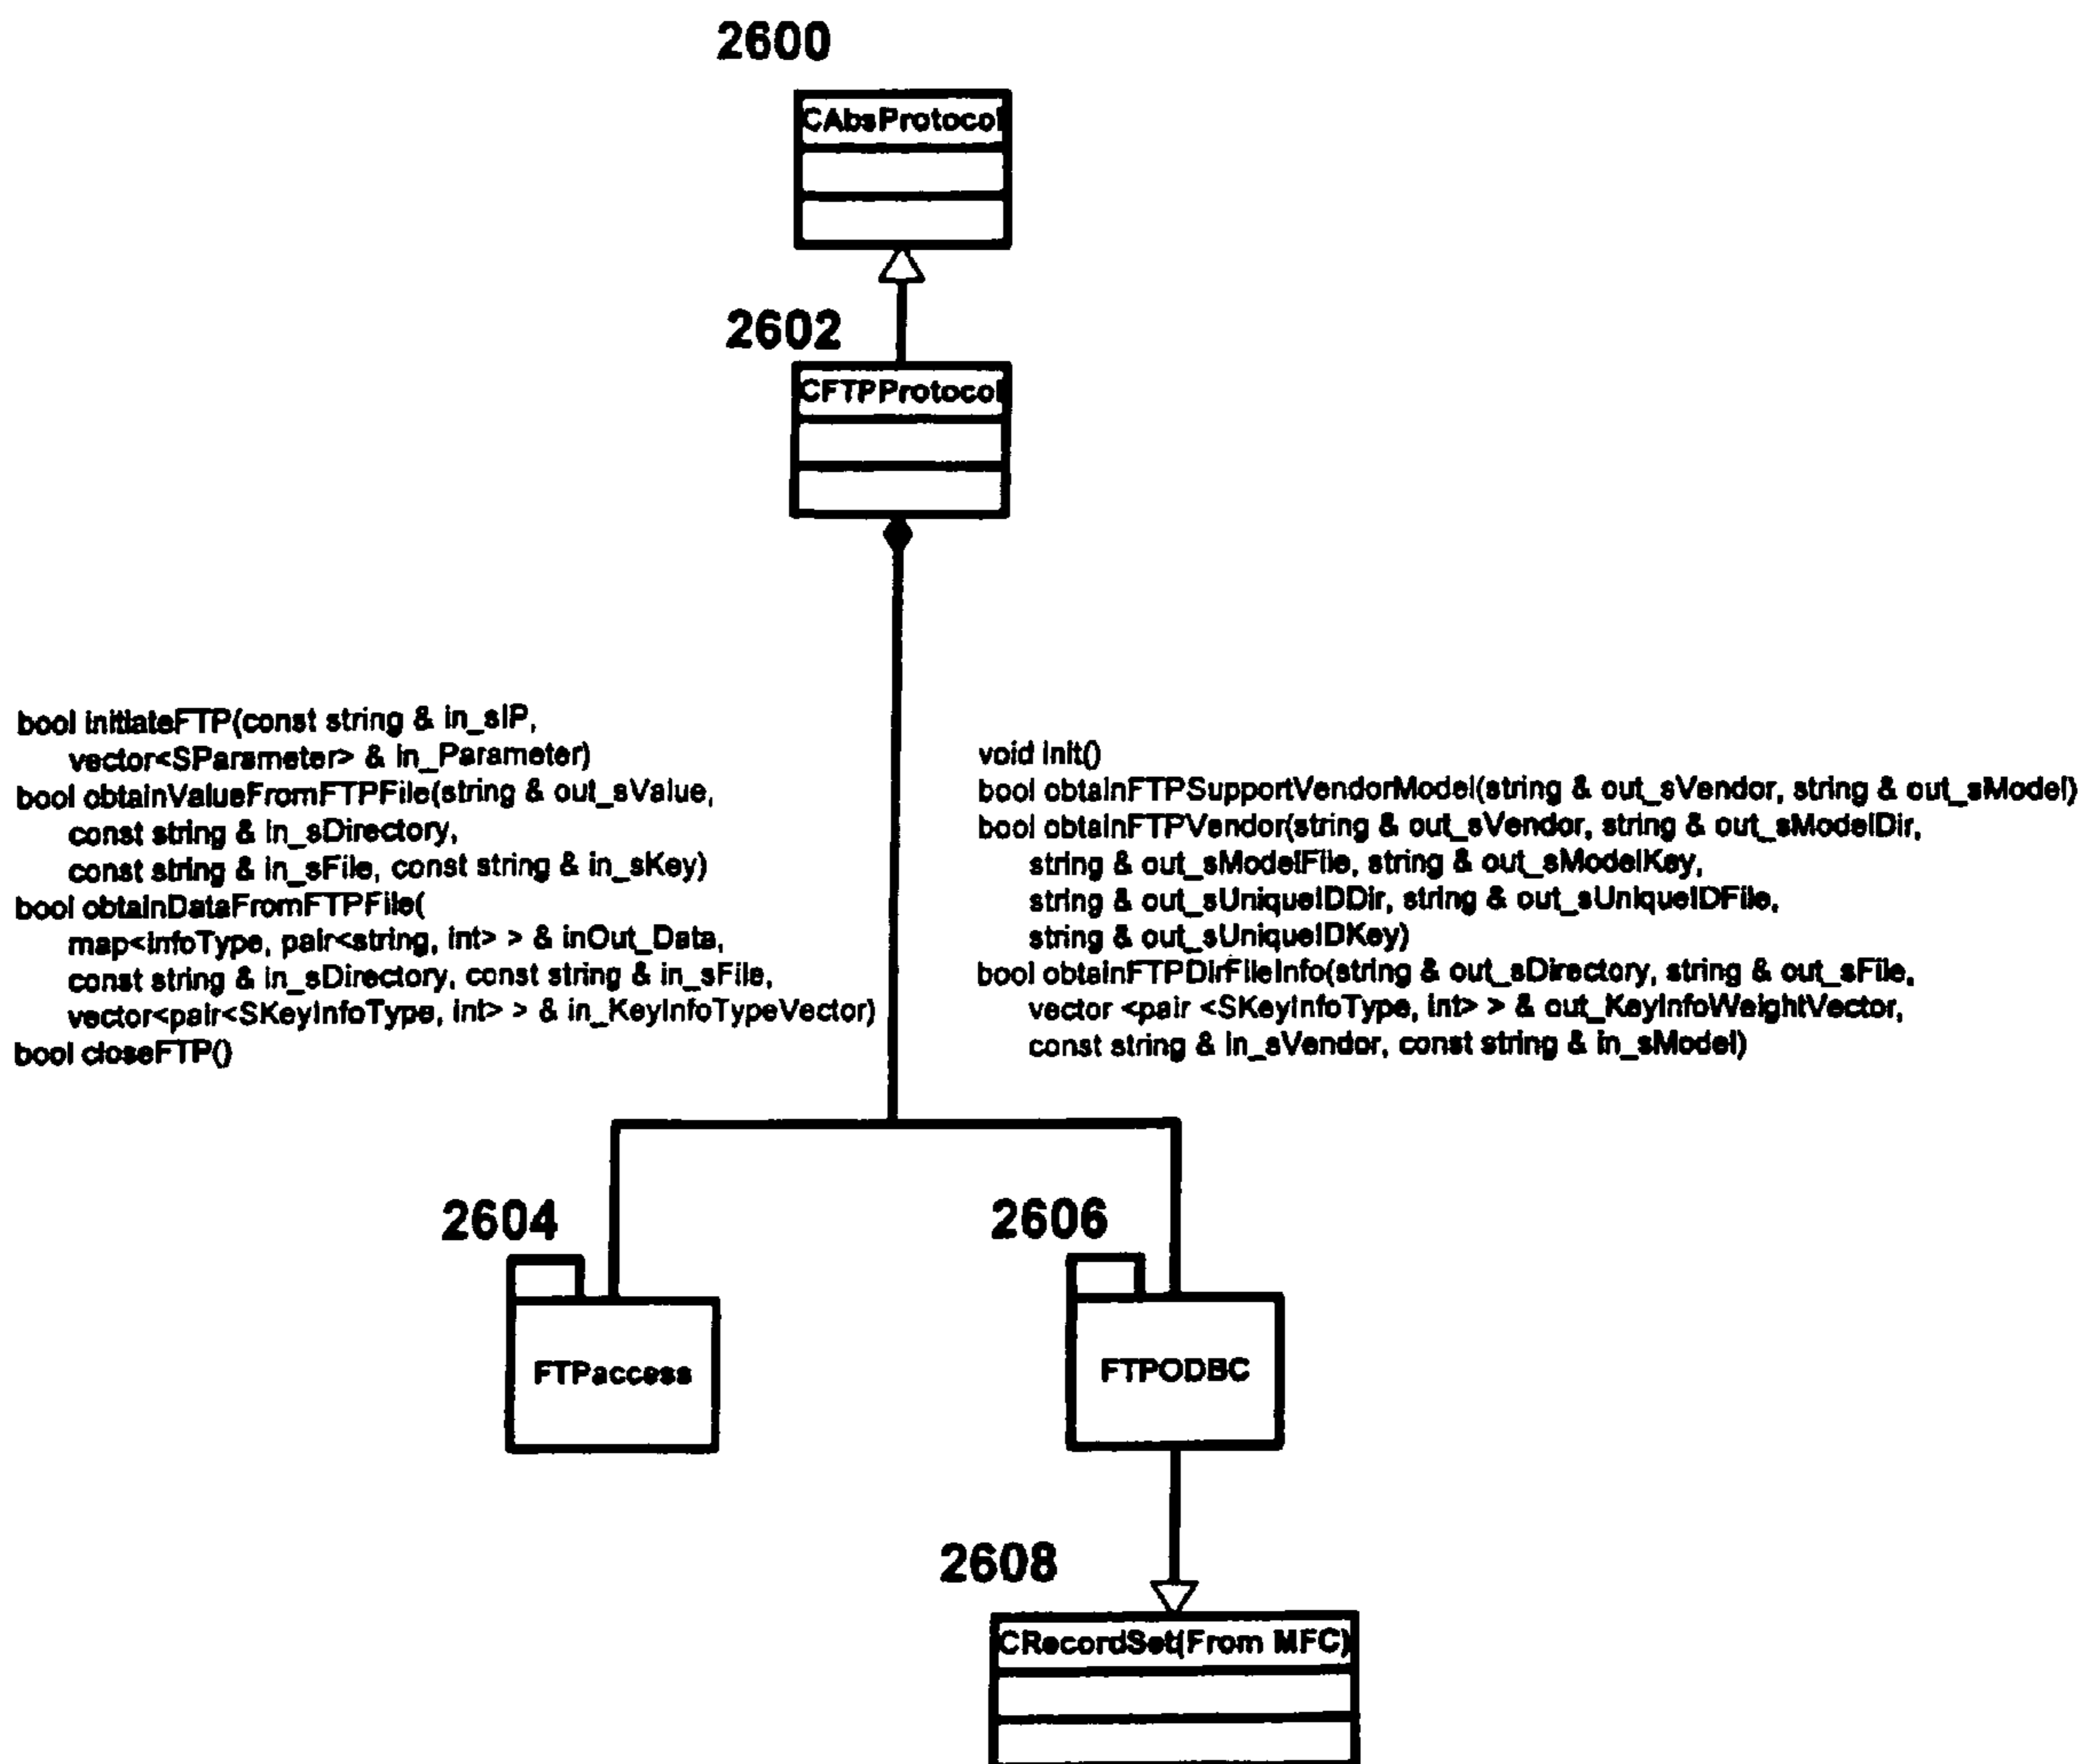 2600
CAbsProtocol
2602
CFTPProtocol
bool initiateFTP(const string & in_sIP,
vector<SParameter> & in_Parameter)
bool obtainValueFromFTPFile(string & out_sValue,
const string & in_sDirectory,
const string & in_sFile, const string & in_sKey)
bool obtainDataFromFTPFile(
map<infoType, pair<string, int> > & inOut_Data,
const string & in_sDirectory, const string & in_sFile,
vector<pair<SKeyInfoType, int> > & in_KeyInfoTypeVector)
bool closeFTP()
void init()
bool obtainFTPSupportVendorModel(string & out_sVendor, string & out_sModel)
bool obtainFTPVendor(string & out_sVendor, string & out_sModelDir,
string & out_sModelFile, string & out_sModelKey,
string & out_sUniqueIDDir, string & out_sUniqueIDFile,
string & out_sUniqueIDKey)
bool obtainFTPDirFileInfo(string & out_sDirectory, string & out_sFile,
vector <pair <SKeyInfoType, int> > & out_KeyInfoWeightVector,
const string & in_sVendor, const string & in_sModel)
2604
FTPaccess
2606
FTPODBC
2608
CRecordSet(From MFC)